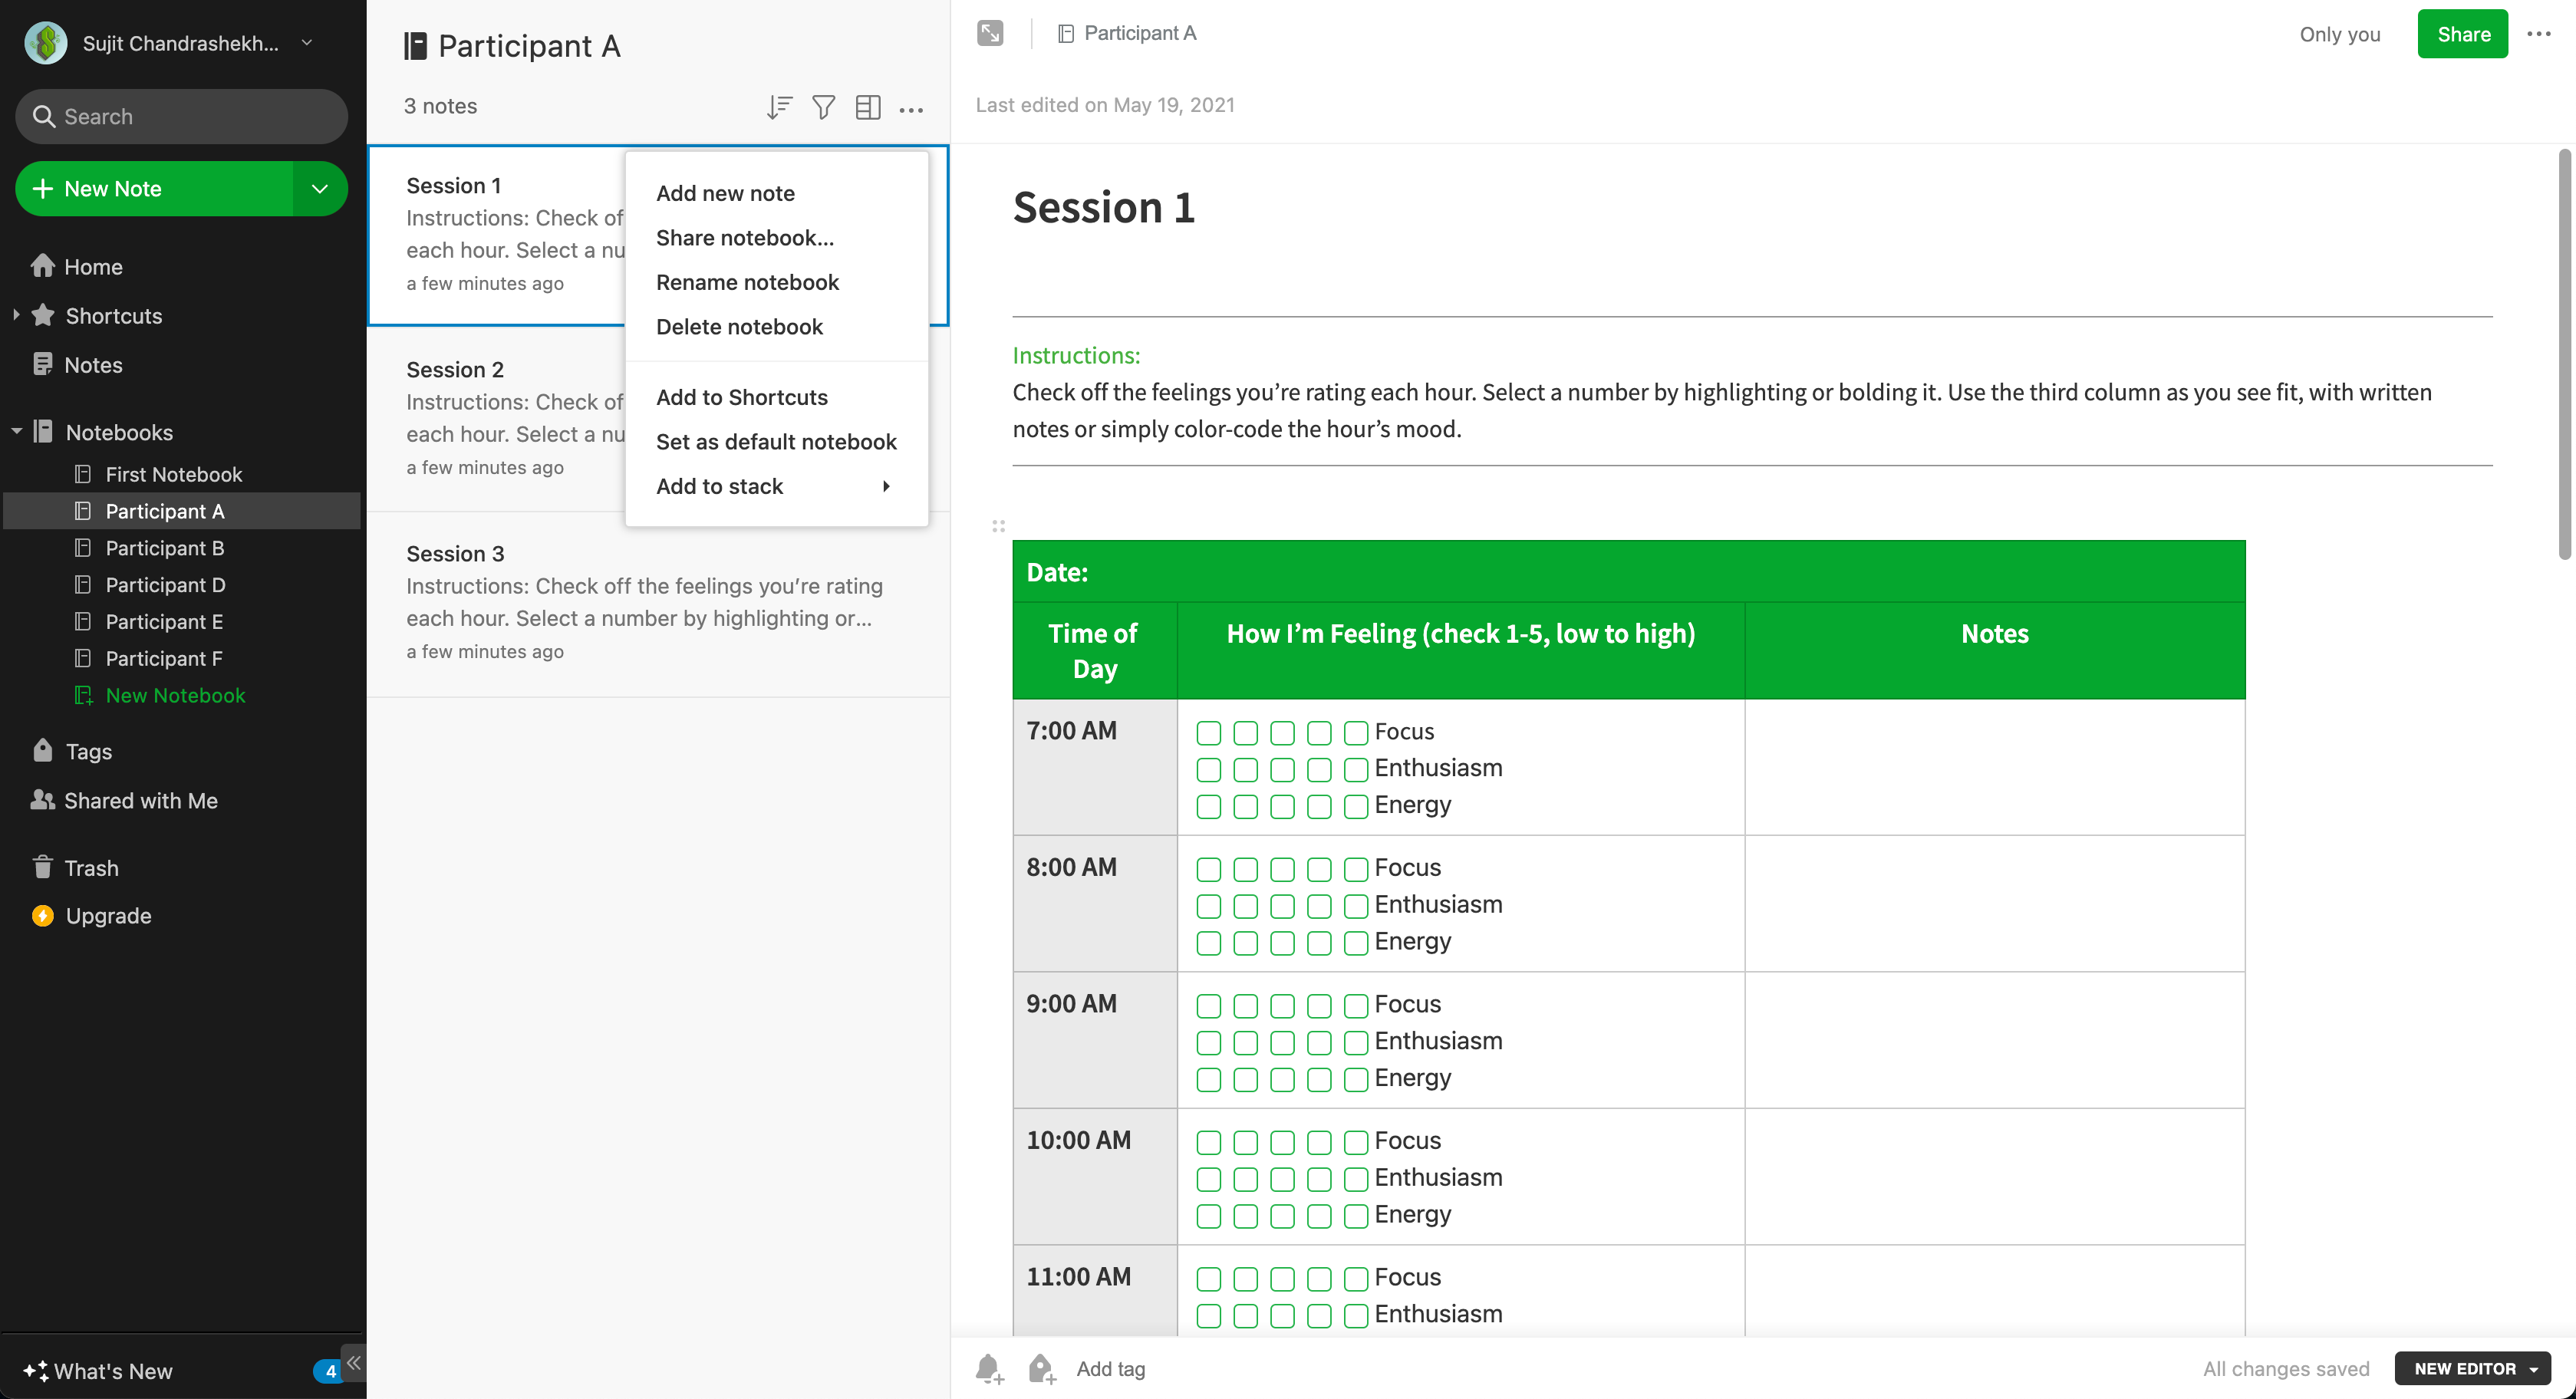 Sujit Chandrashekh...
Search
New Note
Home
Shortcuts
Notes
Notebooks
First Notebook
Participant A
Participant B
Participant D
Participant E
Participant F
New Notebook
Tags
Shared with Me
Trash
Upgrade
What's New
4
Participant A
3 notes
Session 1
Instructions: Check of
each hour. Select a nu
a few minutes ago
Session 2
Instructions: Check of
each hour. Select a nu
a few minutes ago
Session 3
Instructions: Check off the feelings you’re rating
each hour. Select a number by highlighting or...
a few minutes ago
Add new note
Share notebook...
Rename notebook
Delete notebook
Add to Shortcuts
Set as default notebook
Add to stack
Participant A
Only you
Share
Last edited on May 19, 2021
Session 1
Instructions:
Check off the feelings you’re rating each hour. Select a number by highlighting or bolding it. Use the third column as you see fit, with written
notes or simply color-code the hour’s mood.
Date:
Time of
Day
How I’m Feeling (check 1-5, low to high)
Notes
7:00 AM
Focus
Enthusiasm
Energy
8:00 AM
Focus
Enthusiasm
Energy
9:00 AM
Focus
Enthusiasm
Energy
10:00 AM
Focus
Enthusiasm
Energy
11:00 AM
Focus
Enthusiasm
Add tag
All changes saved
NEW EDITOR